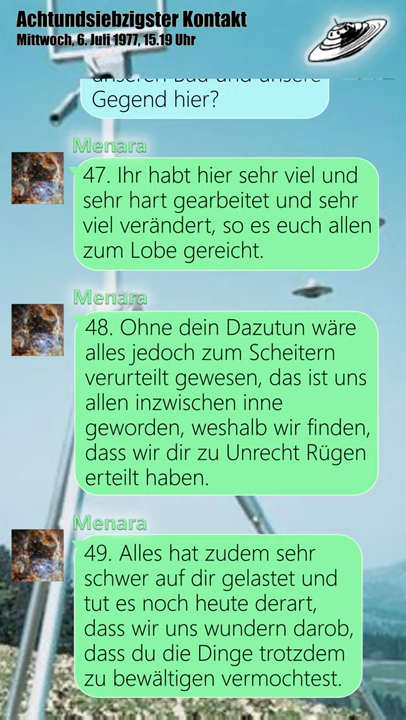 Achtundsiebzigster Kontakt
Mittwoch, 6. Juli 1977, 15.19 Uhr
unseren Bau und unsere
Gegend hier?
Menara
47. Ihr habt hier sehr viel und
sehr hart gearbeitet und sehr
viel verändert, so es euch allen
zum Lobe gereicht.
Menara
48. Ohne dein Dazutun wäre
alles jedoch zum Scheitern
verurteilt gewesen, das ist uns
allen inzwischen inne
geworden, weshalb wir finden,
dass wir dir zu Unrecht Rügen
erteilt haben.
Menara
49. Alles hat zudem sehr
schwer auf dir gelastet und
tut es noch heute derart,
dass wir uns wundern darob,
dass du die Dinge trotzdem
zu bewältigen vermochtest.